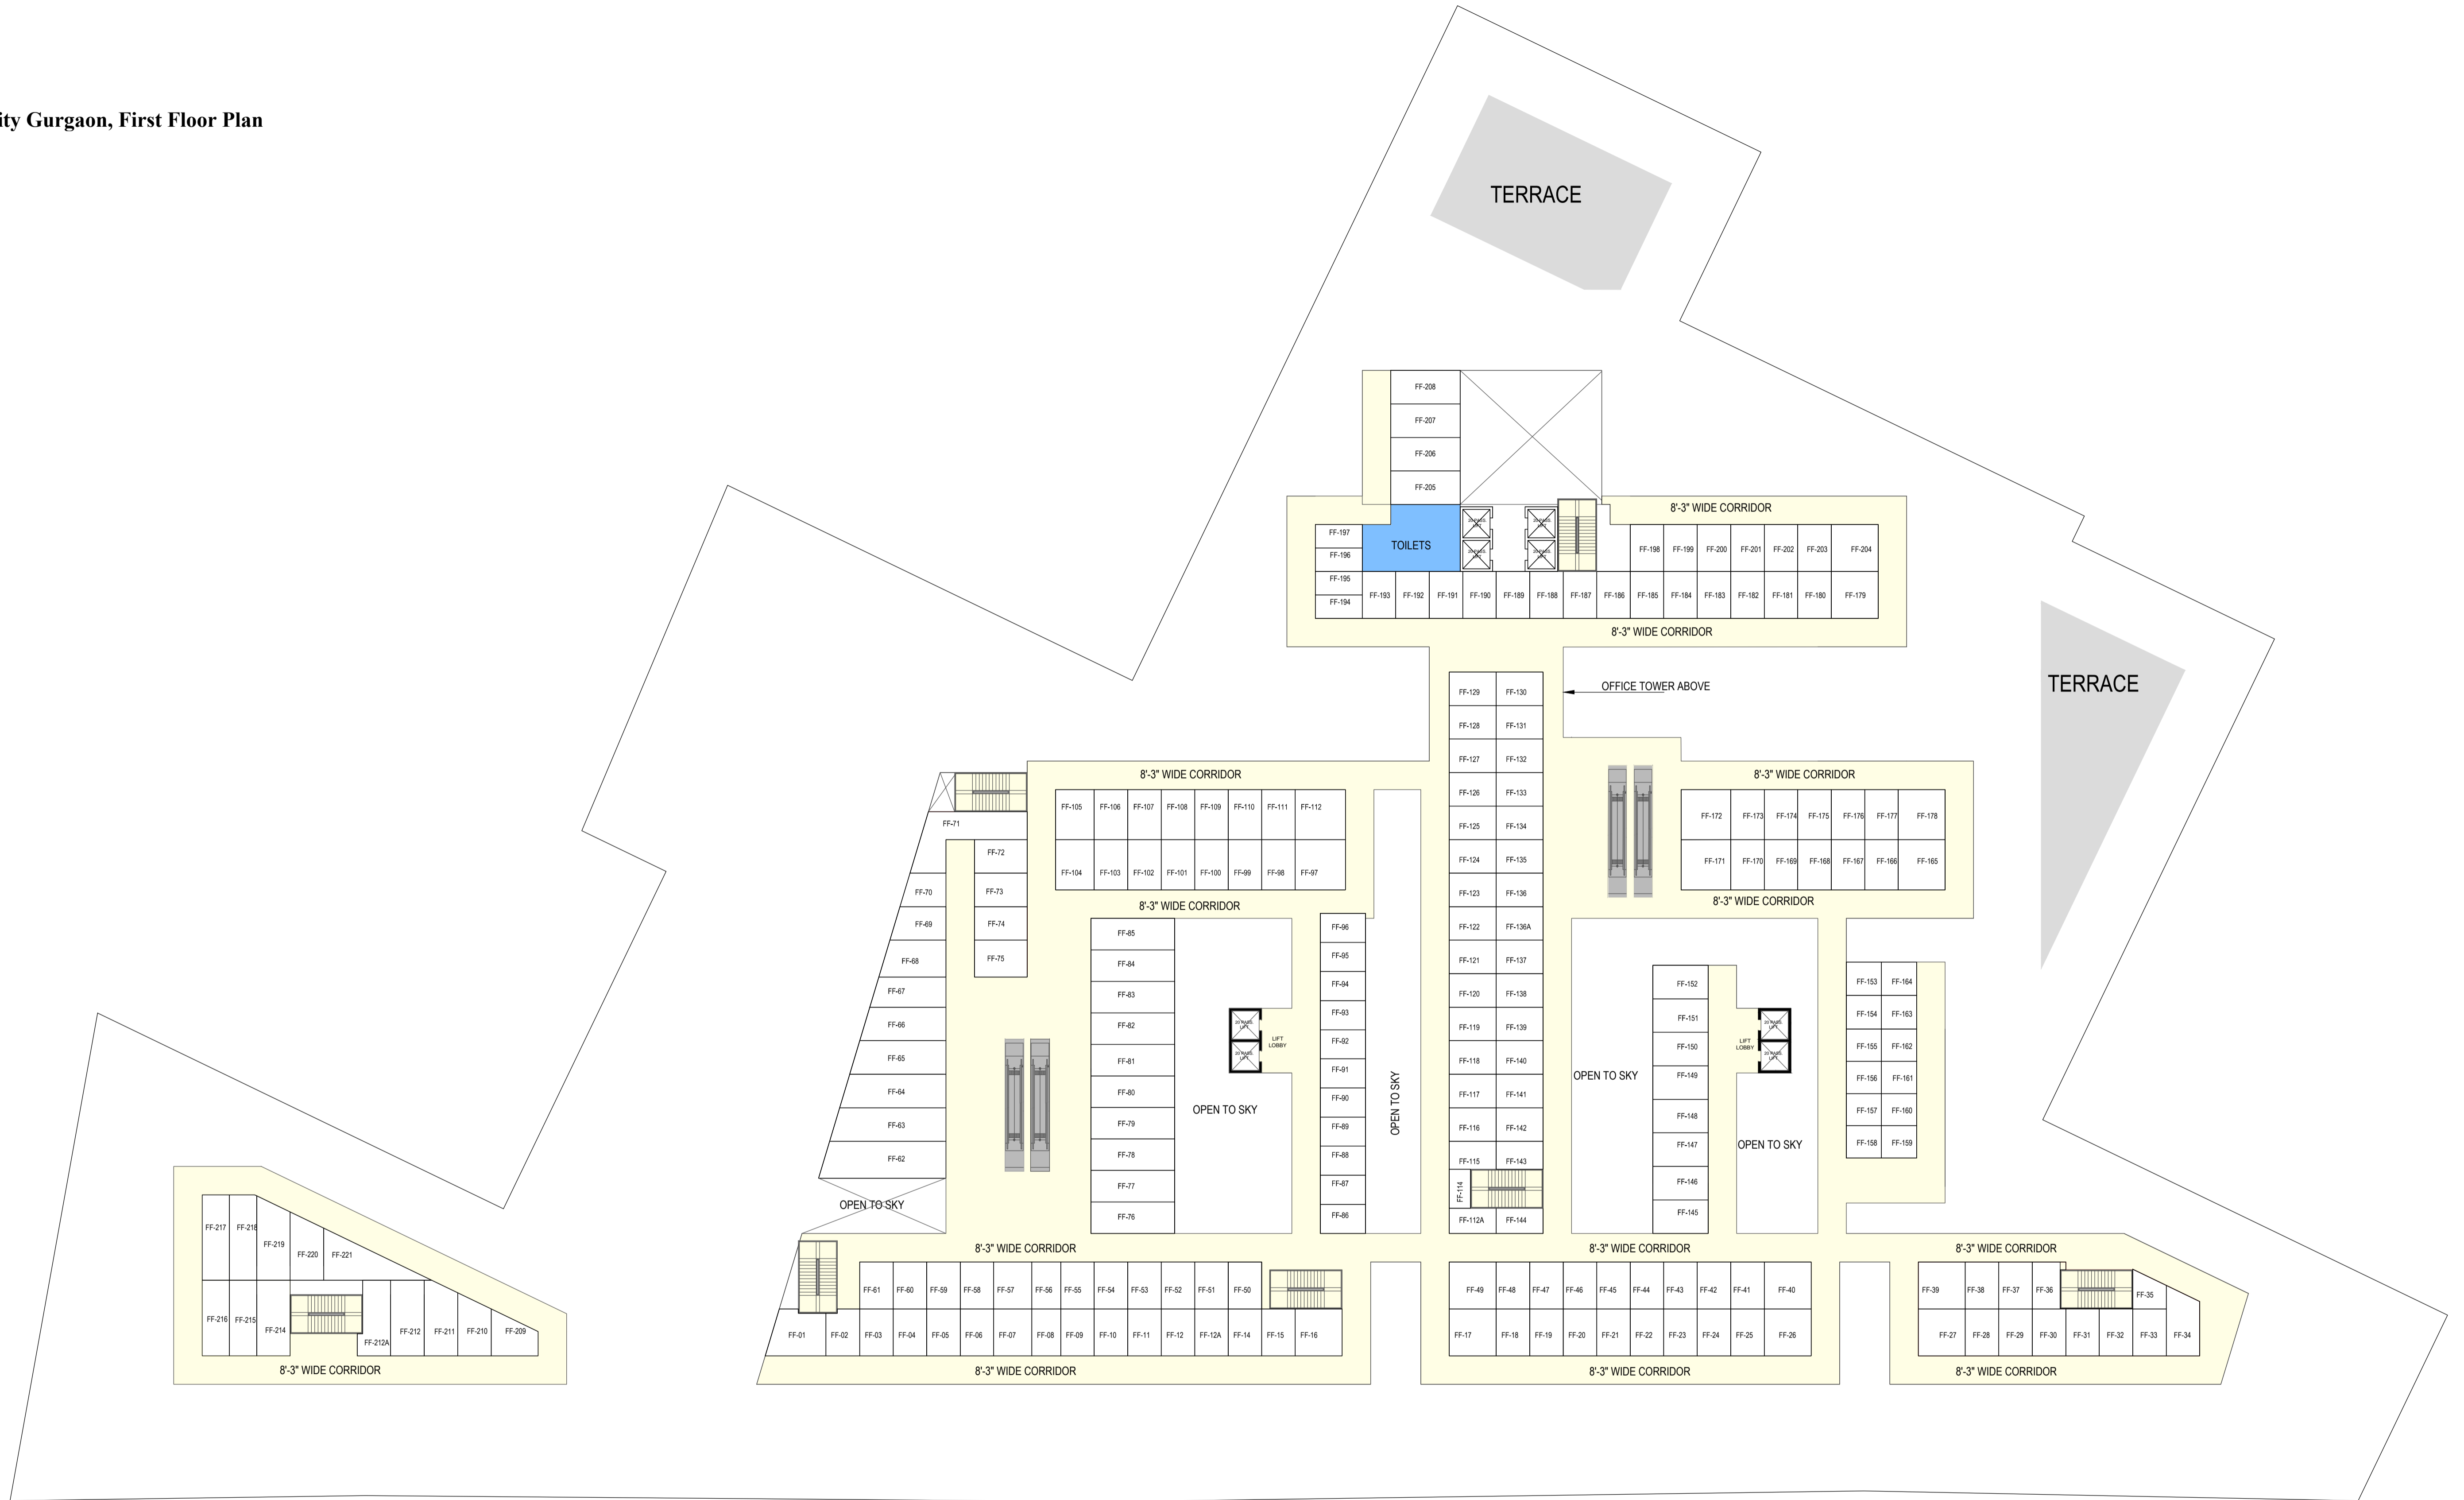 ity Gurgaon, First Floor Plan
TERRACE
FF-208
FF-207
FF-206
FF-205
8'-3" WIDE CORRIDOR
FF-197
FF-196
FF-195
FF-194
TOILETS
20 PASS. LIFT
20 PASS. LIFT
20 PASS. LIFT
20 PASS. LIFT
FF-198 FF-199 FF-200 FF-201 FF-202 FF-203 FF-204
FF-193 FF-192 FF-191 FF-190 FF-189 FF-188 FF-187 FF-186 FF-185 FF-184 FF-183 FF-182 FF-181 FF-180 FF-179
8'-3" WIDE CORRIDOR
OFFICE TOWER ABOVE
TERRACE
FF-129 FF-130
FF-128 FF-131
FF-127 FF-132
FF-126 FF-133
FF-125 FF-134
FF-124 FF-135
FF-123 FF-136
FF-122 FF-136A
FF-121 FF-137
FF-120 FF-138
FF-119 FF-139
FF-118 FF-140
FF-117 FF-141
FF-116 FF-142
FF-115 FF-143
FF-114
FF-112A FF-144
8'-3" WIDE CORRIDOR
FF-105 FF-106 FF-107 FF-108 FF-109 FF-110 FF-111 FF-112
FF-104 FF-103 FF-102 FF-101 FF-100 FF-99 FF-98 FF-97
8'-3" WIDE CORRIDOR
8'-3" WIDE CORRIDOR
FF-172 FF-173 FF-174 FF-175 FF-176 FF-177 FF-178
FF-171 FF-170 FF-169 FF-168 FF-167 FF-166 FF-165
8'-3" WIDE CORRIDOR
FF-71
FF-70
FF-69
FF-68
FF-67
FF-66
FF-65
FF-64
FF-63
FF-62
OPEN TO SKY
FF-72
FF-73
FF-74
FF-75
FF-85
FF-84
FF-83
FF-82
FF-81
FF-80
FF-79
FF-78
FF-77
FF-76
20 PASS. LIFT
20 PASS. LIFT
LIFT
LOBBY
OPEN TO SKY
FF-96
FF-95
FF-94
FF-93
FF-92
FF-91
FF-90
FF-89
FF-88
FF-87
FF-86
OPEN TO SKY
OPEN TO SKY
FF-152
FF-151
FF-150
FF-149
FF-148
FF-147
FF-146
FF-145
LIFT
LOBBY
20 PASS. LIFT
20 PASS. LIFT
OPEN TO SKY
FF-153 FF-164
FF-154 FF-163
FF-155 FF-162
FF-156 FF-161
FF-157 FF-160
FF-158 FF-159
FF-217 FF-218 FF-219 FF-220 FF-221
FF-216 FF-215 FF-214 FF-212A FF-212 FF-211 FF-210 FF-209
8'-3" WIDE CORRIDOR
8'-3" WIDE CORRIDOR
8'-3" WIDE CORRIDOR
8'-3" WIDE CORRIDOR
FF-61 FF-60 FF-59 FF-58 FF-57 FF-56 FF-55 FF-54 FF-53 FF-52 FF-51 FF-50
FF-01 FF-02 FF-03 FF-04 FF-05 FF-06 FF-07 FF-08 FF-09 FF-10 FF-11 FF-12 FF-12A FF-14 FF-15 FF-16
FF-49 FF-48 FF-47 FF-46 FF-45 FF-44 FF-43 FF-42 FF-41 FF-40
FF-17 FF-18 FF-19 FF-20 FF-21 FF-22 FF-23 FF-24 FF-25 FF-26
FF-39 FF-38 FF-37 FF-36 FF-35
FF-27 FF-28 FF-29 FF-30 FF-31 FF-32 FF-33 FF-34
8'-3" WIDE CORRIDOR
8'-3" WIDE CORRIDOR
8'-3" WIDE CORRIDOR